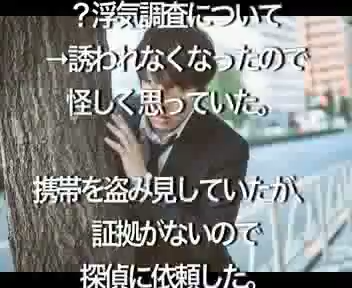 ？浮気調査について
→誘われなくなったので
怪しく思っていた。
携帯を盗み見していたが、
証拠がないので
探偵に依頼した。